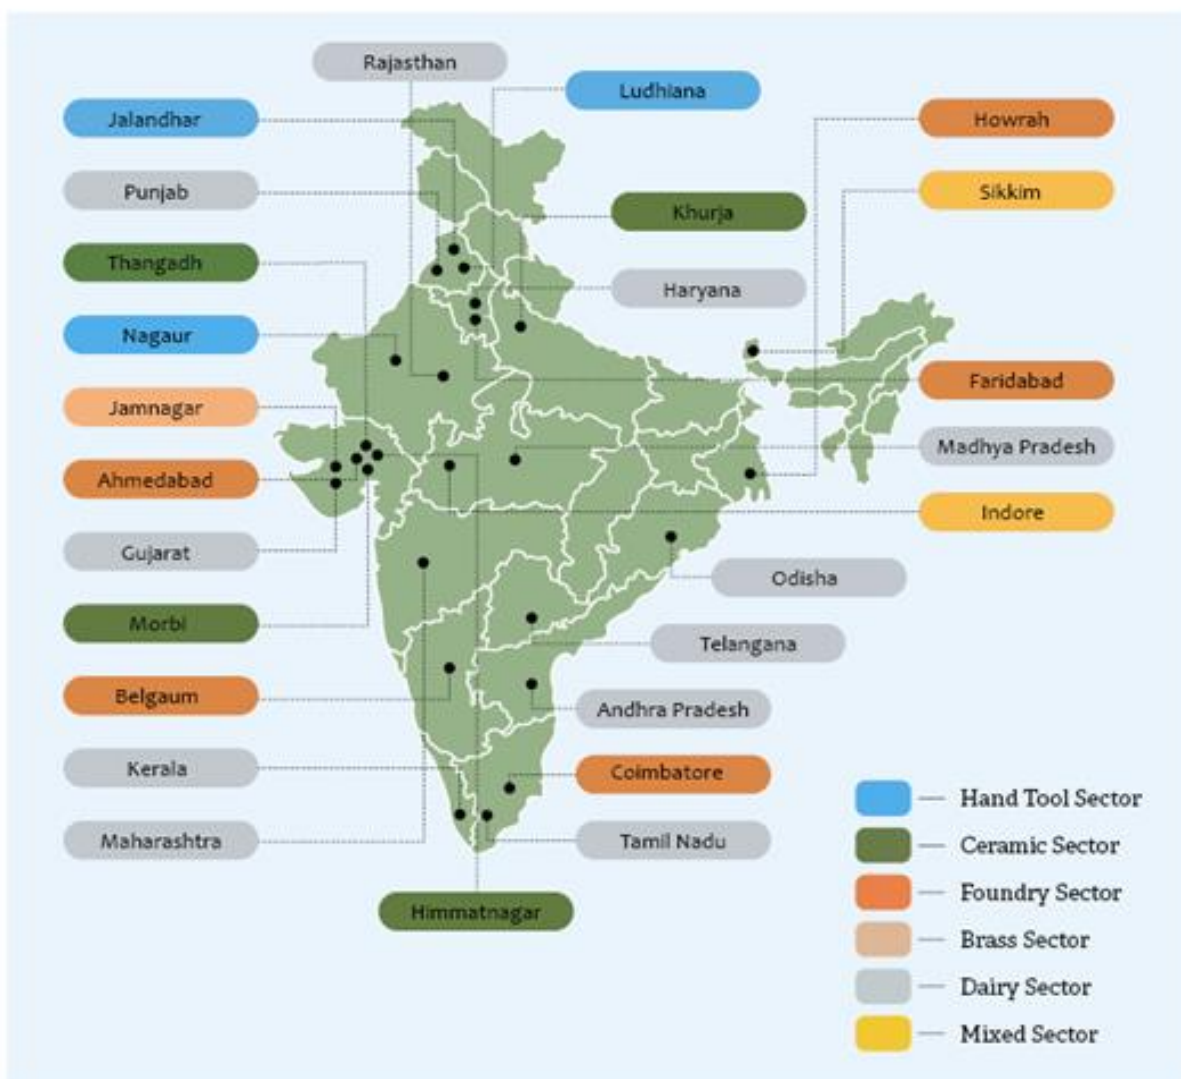 Rajasthan
Ludhiana
Jalandhar
Howrah
Punjab
Sikkim
Khurja
Thangadh
Haryana
Nagaur
Faridabad
Jamnagar
Madhya Pradesh
Ahmedabad
Indore
Gujarat
Odisha
Morbi
Telangana
Belgaum
Andhra Pradesh
Kerala
Coimbatore
Maharashtra
Tamil Nadu
Himmatnagar
Hand Tool Sector
Ceramic Sector
Foundry Sector
Brass Sector
Dairy Sector
Mixed Sector